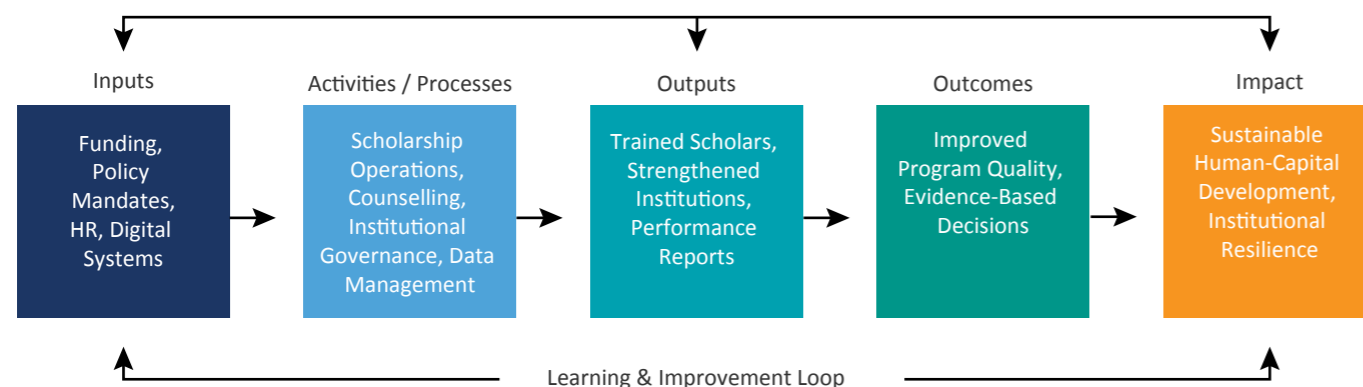 Inputs
Funding,
Policy
Mandates,
HR, Digital
Systems
Activities / Processes
Scholarship
Operations,
Counselling,
Institutional
Governance, Data
Management
Outputs
Trained Scholars,
Strengthened
Institutions,
Performance
Reports
Outcomes
Improved
Program Quality,
Evidence-Based
Decisions
Impact
Sustainable
Human-Capital
Development,
Institutional
Resilience
Learning & Improvement Loop